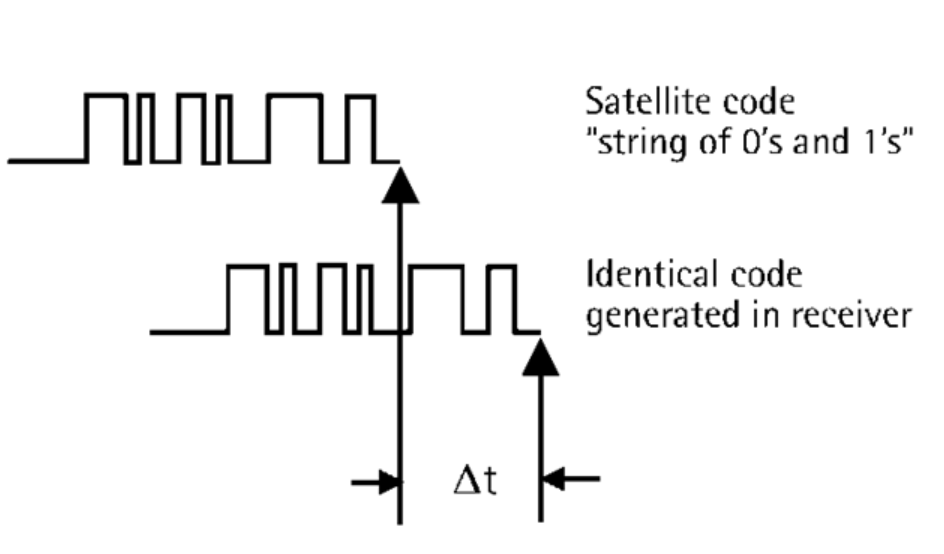 Satellite code
"string of 0's and 1's"
Identical code
generated in receiver
Δt